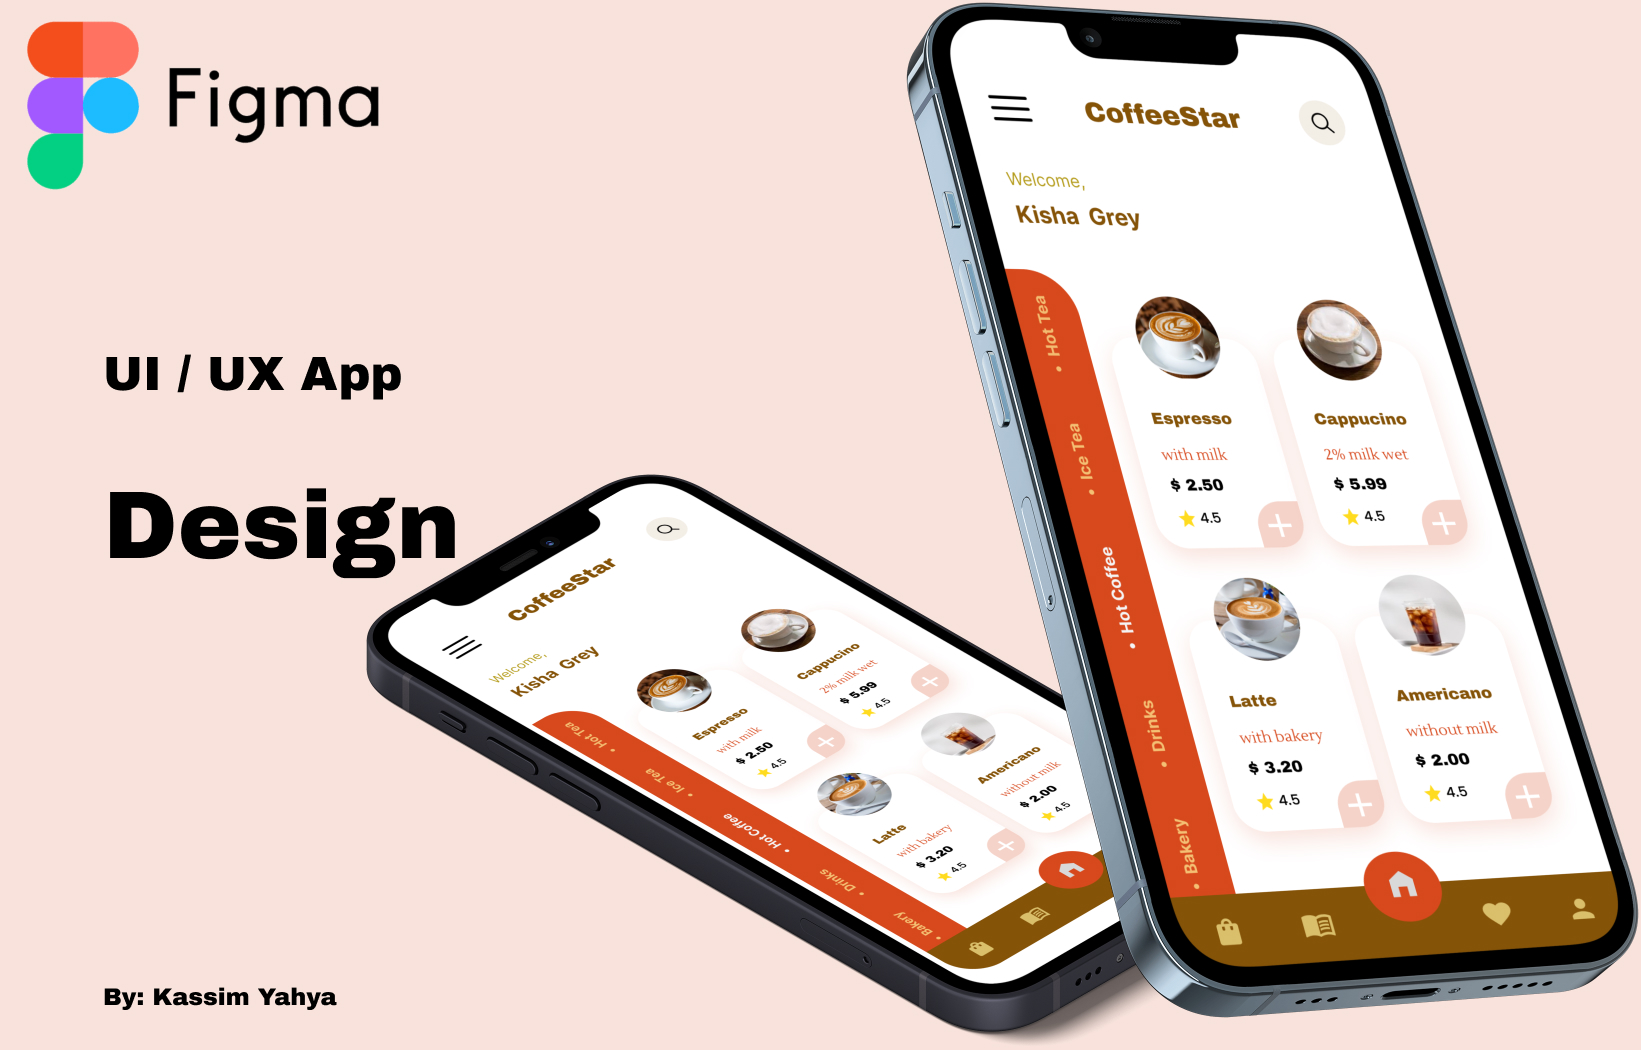 Figma
UI / UX App
Design
By: Kassim Yahya
CoffeeStar
Welcome,
Kisha Grey
• Hot Tea
• Ice Tea
• Hot Coffee
• Drinks
• Bakery
Espresso
with milk
$ 2.50
4.5
Cappucino
2% milk wet
$ 5.99
4.5
Latte
with bakery
$ 3.20
4.5
Americano
without milk
$ 2.00
4.5
CoffeeStar
Welcome,
Kisha Grey
• Hot Tea
• Ice Tea
• Hot Coffee
• Drinks
• Bakery
Espresso
with milk
$ 2.50
4.5
Cappucino
2% milk wet
$ 5.99
4.5
Latte
with bakery
$ 3.20
4.5
Americano
without milk
$ 2.00
4.5